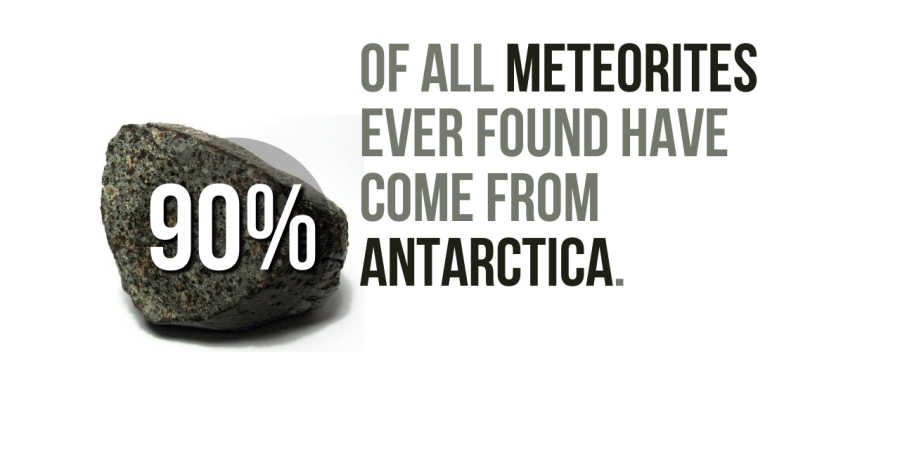 90%
OF ALL METEORITES
EVER FOUND HAVE
COME FROM
ANTARCTICA.